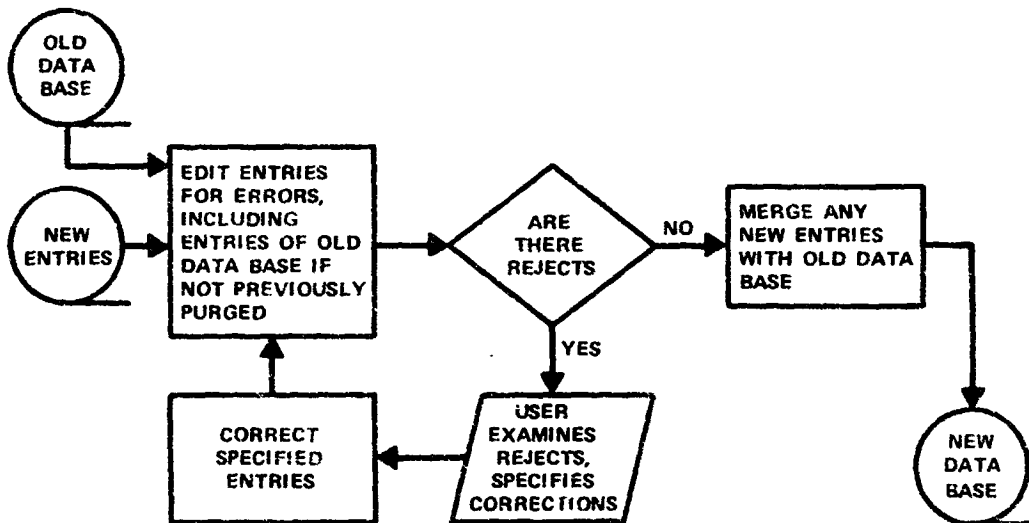 OLD
DATA
BASE
NEW
ENTRIES
EDIT ENTRIES
FOR ERRORS,
INCLUDING
ENTRIES OF OLD
DATA BASE IF
NOT PREVIOUSLY
PURGED
ARE
THERE
REJECTS
NO
MERGE ANY
NEW ENTRIES
WITH OLD DATA
BASE
YES
USER
EXAMINES
REJECTS,
SPECIFIES
CORRECTIONS
CORRECT
SPECIFIED
ENTRIES
NEW
DATA
BASE